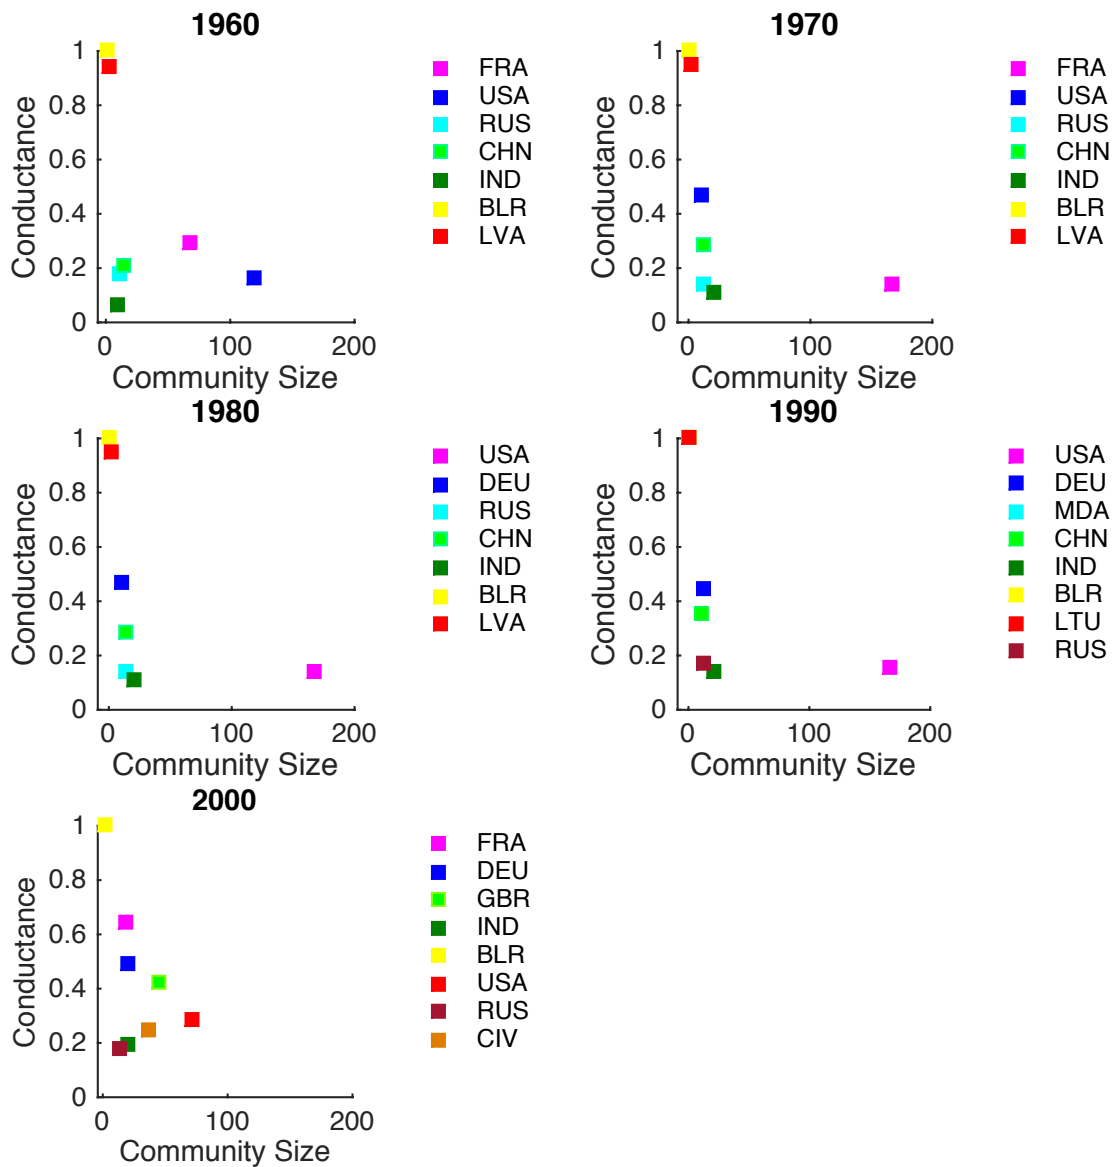 1960
Conductance
1
0.8
0.6
0.4
0.2
0
0 100 200
Community Size
FRA
USA
RUS
CHN
IND
BLR
LVA
1970
Conductance
1
0.8
0.6
0.4
0.2
0
0 100 200
Community Size
FRA
USA
RUS
CHN
IND
BLR
LVA
1980
Conductance
1
0.8
0.6
0.4
0.2
0
0 100 200
Community Size
USA
DEU
RUS
CHN
IND
BLR
LVA
1990
Conductance
1
0.8
0.6
0.4
0.2
0
0 100 200
Community Size
USA
DEU
MDA
CHN
IND
BLR
LTU
RUS
2000
Conductance
1
0.8
0.6
0.4
0.2
0
0 100 200
Community Size
FRA
DEU
GBR
IND
BLR
USA
RUS
CIV